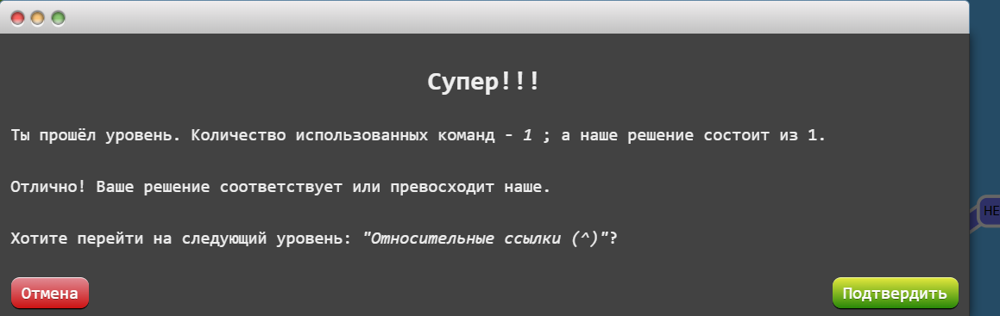 Супер!!!
Ты прошёл уровень. Количество использованных команд - 1 ; а наше решение состоит из 1.
Отлично! Ваше решение соответствует или превосходит наше.
Хотите перейти на следующий уровень: "Относительные ссылки (^)"?
Отмена
Подтвердить